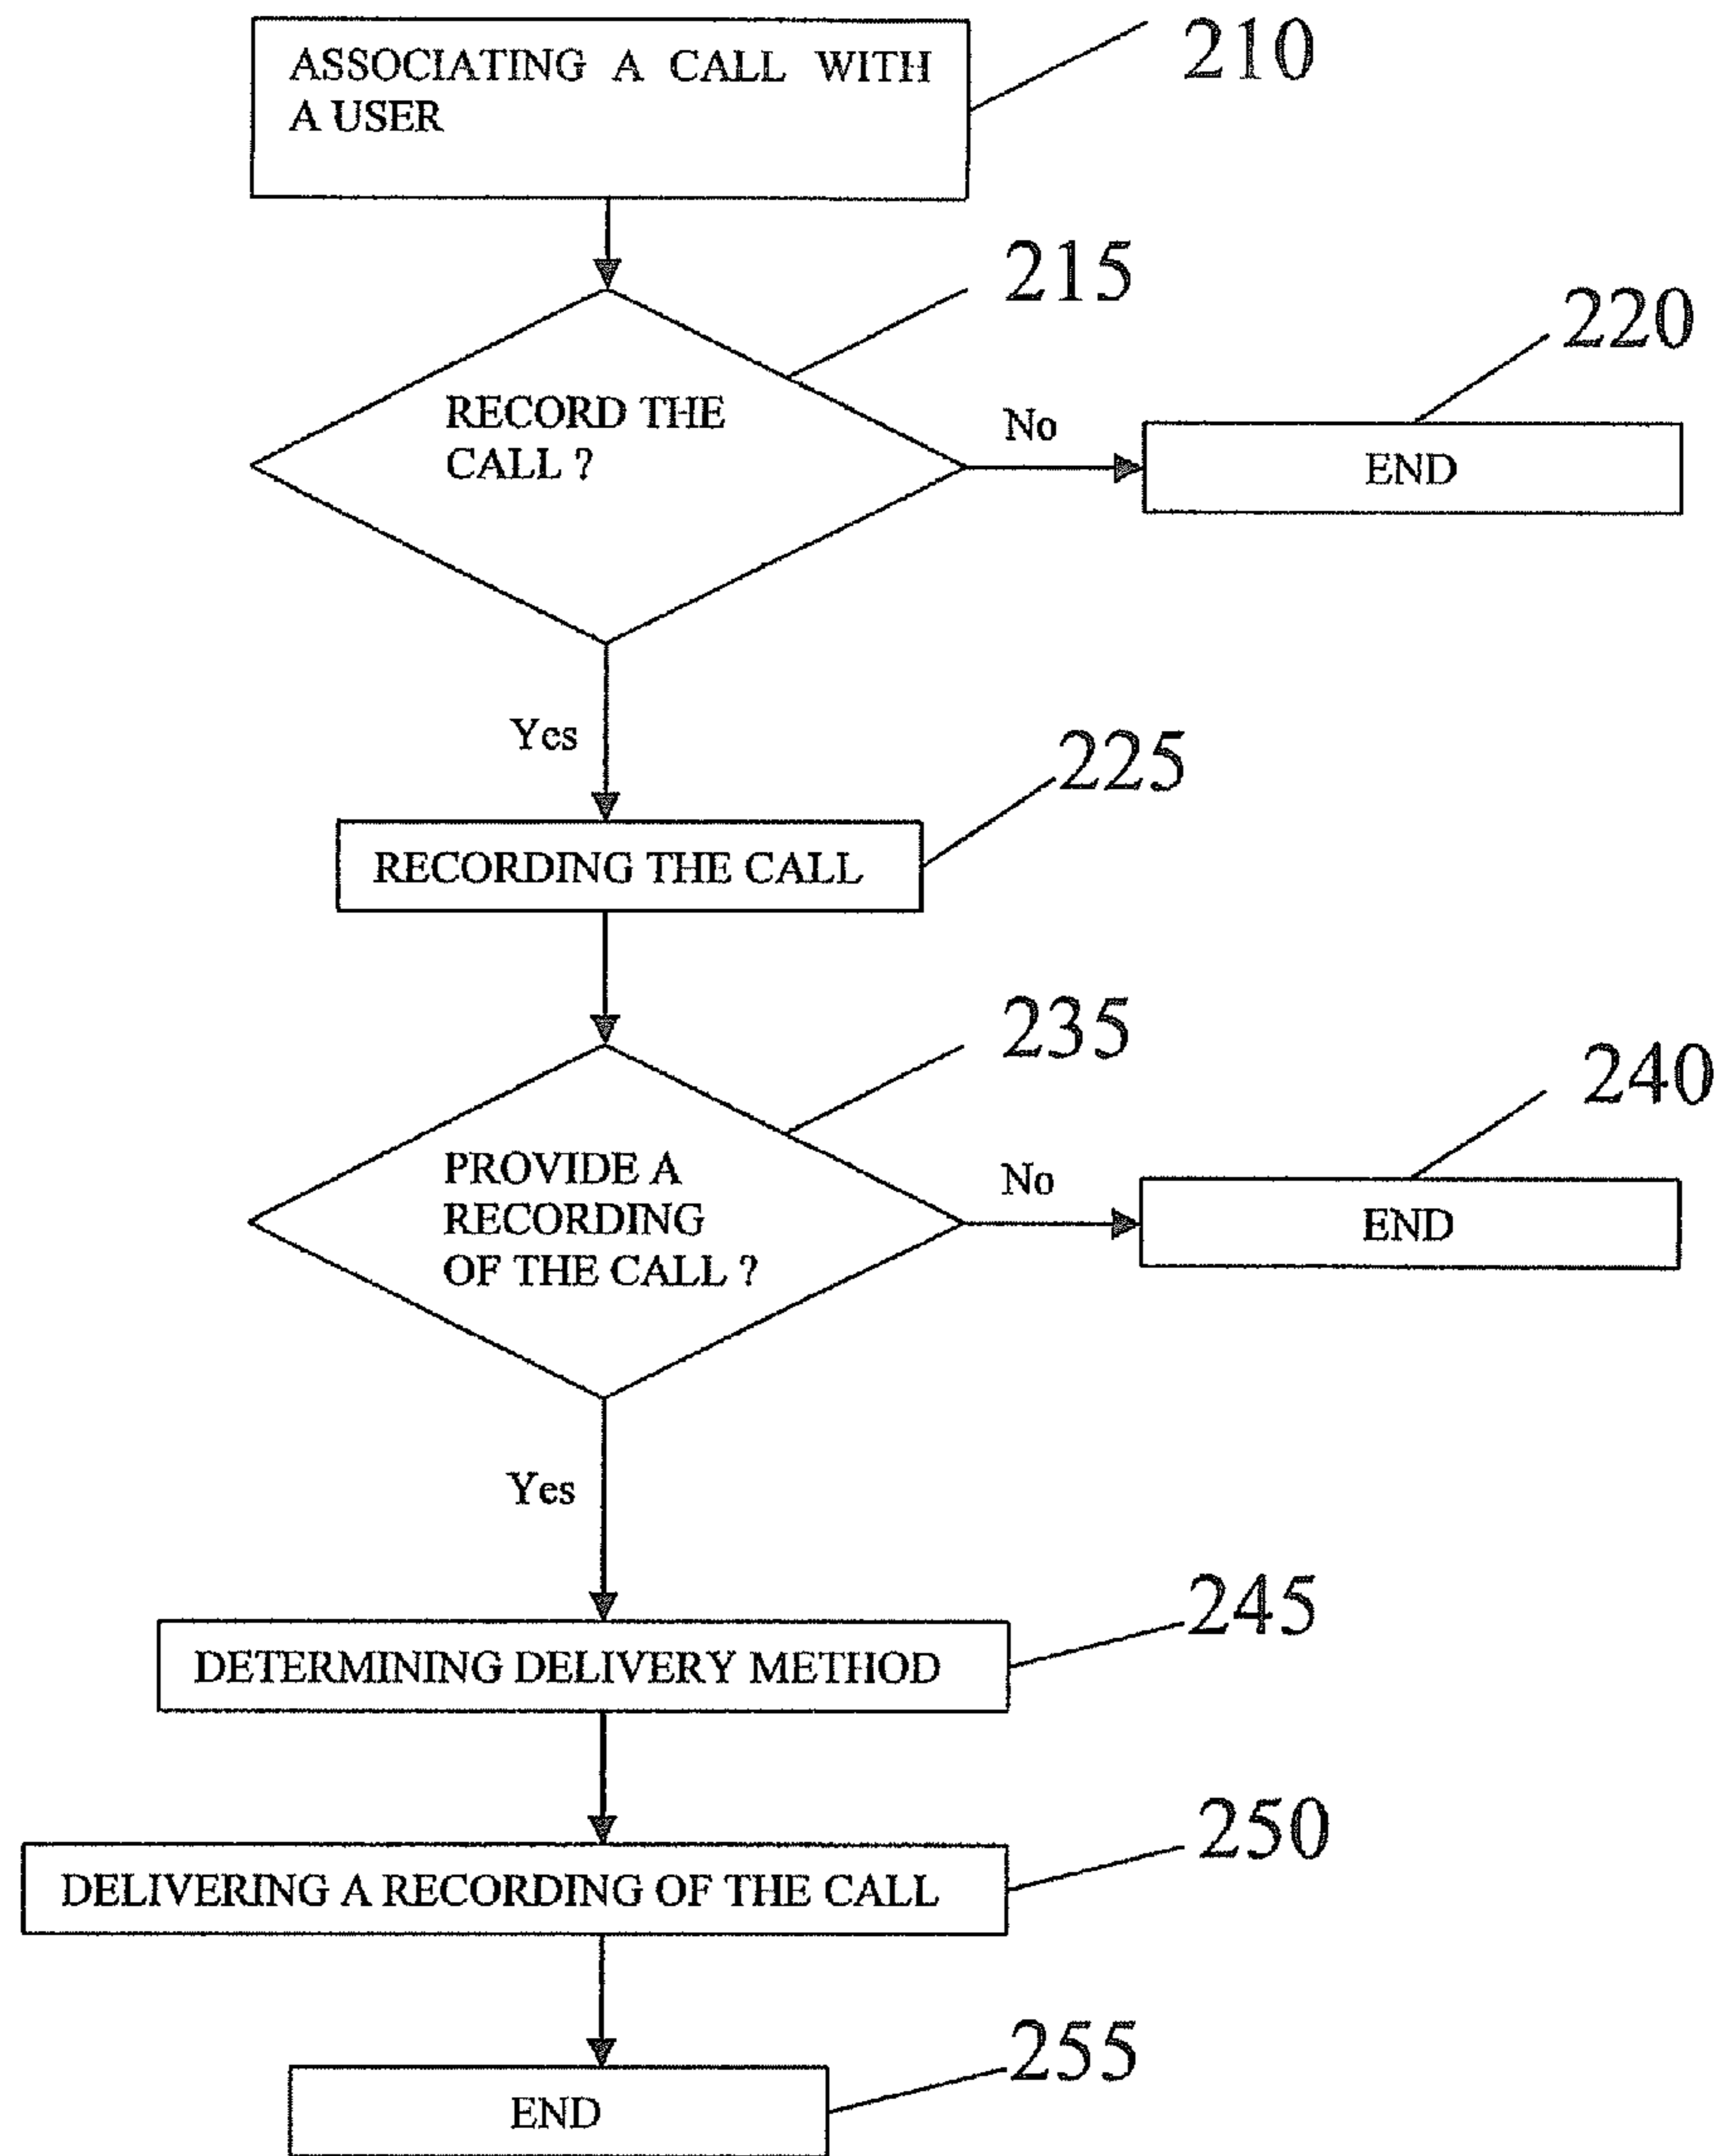 ASSOCIATING A CALL WITH
A USER
210
215
RECORD THE
CALL ?
No
220
END
Yes
225
RECORDING THE CALL
235
PROVIDE A
RECORDING
OF THE CALL ?
No
240
END
Yes
245
DETERMINING DELIVERY METHOD
250
DELIVERING A RECORDING OF THE CALL
255
END